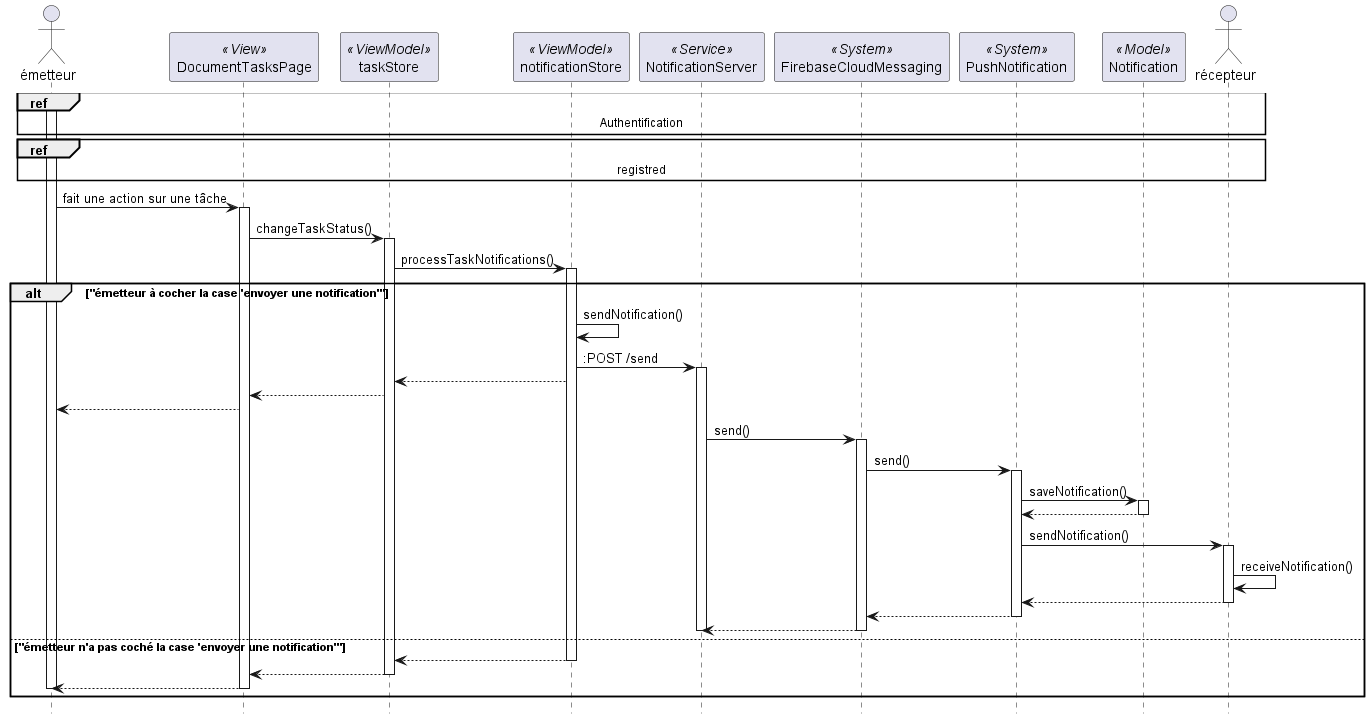 émetteur
«View»
DocumentTasksPage
«ViewModel»
taskStore
«ViewModel»
notificationStore
«Service»
NotificationServer
«System»
FirebaseCloudMessaging
«System»
PushNotification
«Model»
Notification
récepteur
ref
Authentification
ref
registred
fait une action sur une tâche
changeTaskStatus()
processTaskNotifications()
alt ["émetteur à cocher la case 'envoyer une notification'"]
sendNotification()
:POST /send
send()
send()
saveNotification()
sendNotification()
receiveNotification()
["émetteur n'a pas coché la case 'envoyer une notification'"]